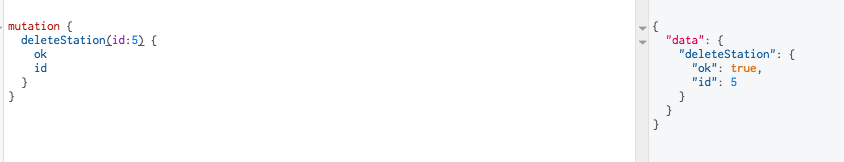 mutation {
  deleteStation(id:5) {
    ok
    id
  }
}
{
  "data": {
    "deleteStation": {
      "ok": true,
      "id": 5
    }
  }
}